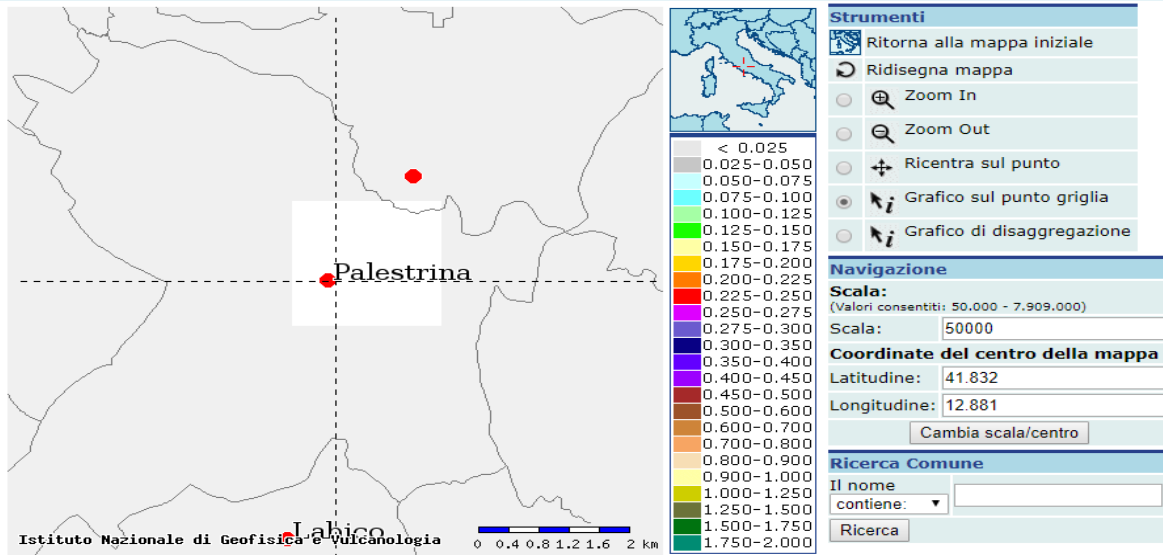 Palestrina
Labico
Istituto Nazionale di Geofisica e Vulcanologia
0 0.4 0.8 1.2 1.6 2 km
< 0.025
0.025-0.050
0.050-0.075
0.075-0.100
0.100-0.125
0.125-0.150
0.150-0.175
0.175-0.200
0.200-0.225
0.225-0.250
0.250-0.275
0.275-0.300
0.300-0.350
0.350-0.400
0.400-0.450
0.450-0.500
0.500-0.600
0.600-0.700
0.700-0.800
0.800-0.900
0.900-1.000
1.000-1.250
1.250-1.500
1.500-1.750
1.750-2.000
Strumenti
Ritorna alla mappa iniziale
Ridisegna mappa
Zoom In
Zoom Out
Ricentra sul punto
Grafico sul punto griglia
Grafico di disaggregazione
Navigazione
Scala:
(Valori consentiti: 50.000 - 7.909.000)
Scala: 50000
Coordinate del centro della mappa
Latitudine: 41.832
Longitudine: 12.881
Cambia scala/centro
Ricerca Comune
Il nome
contiene:
Ricerca